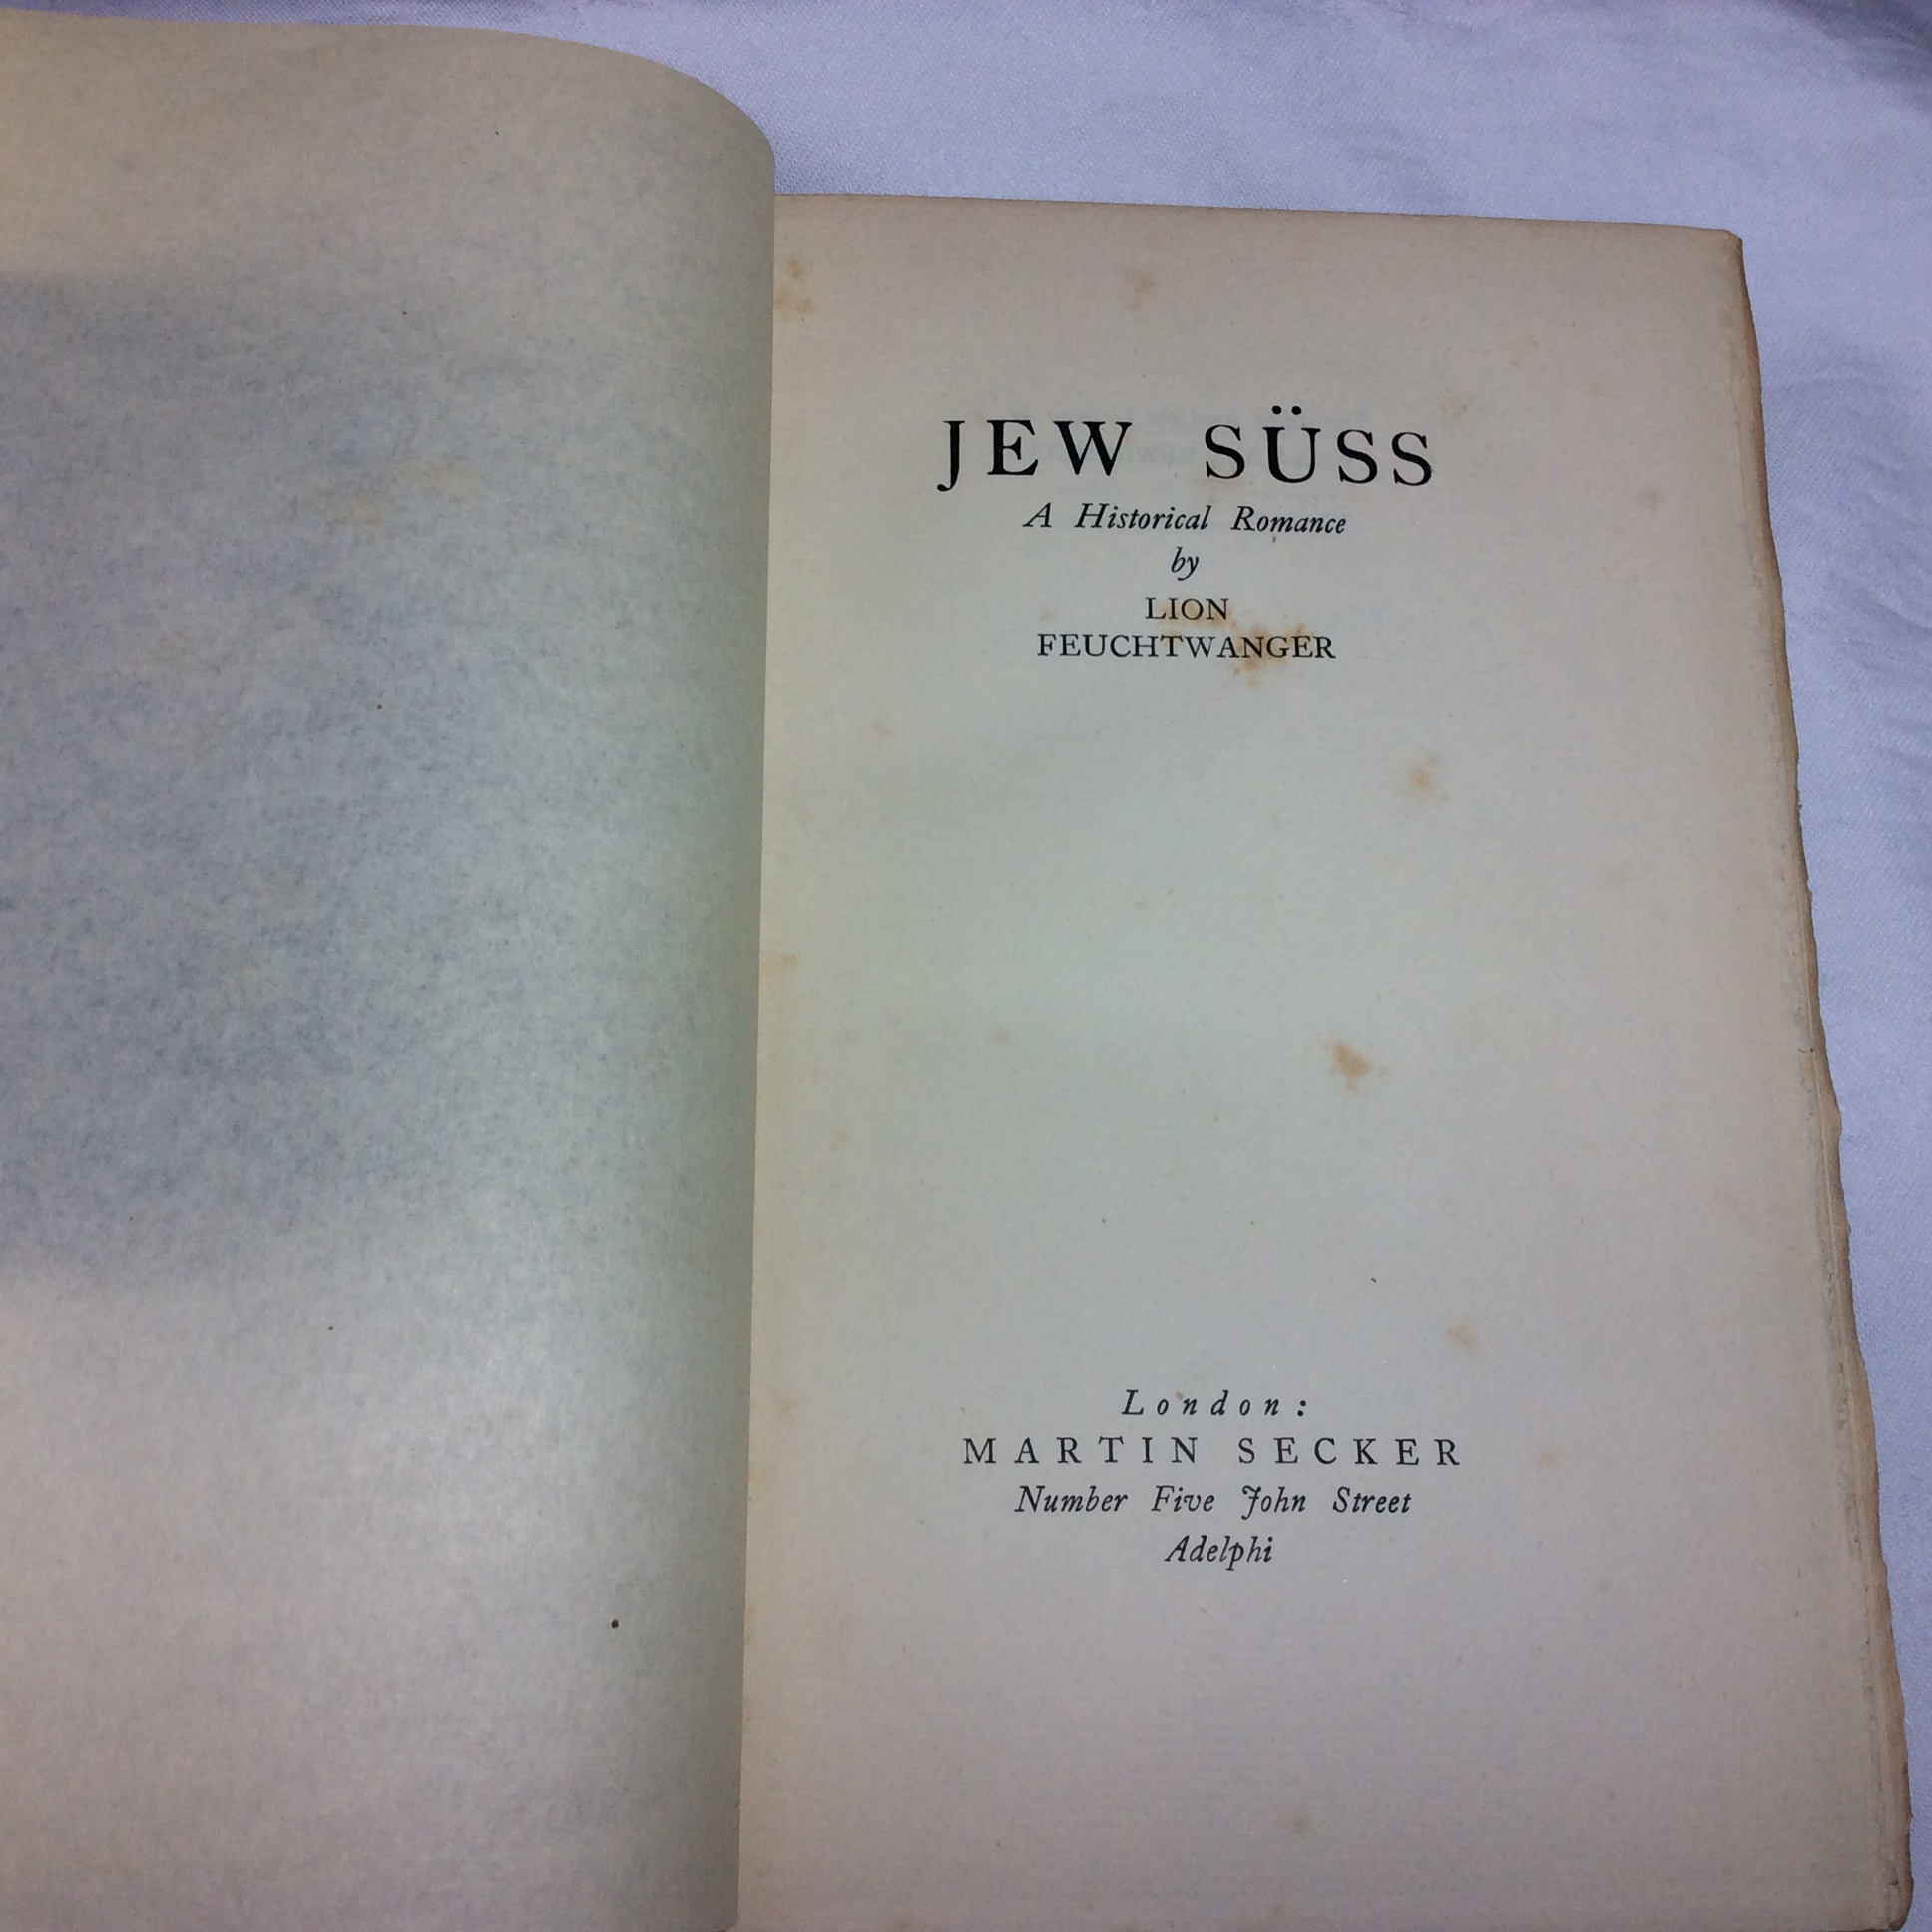 JEW SÜSS
A Historical Romance
by
LION
FEUCHTWANGER
London:
MARTIN SECKER
Number Five John Street
Adelphi